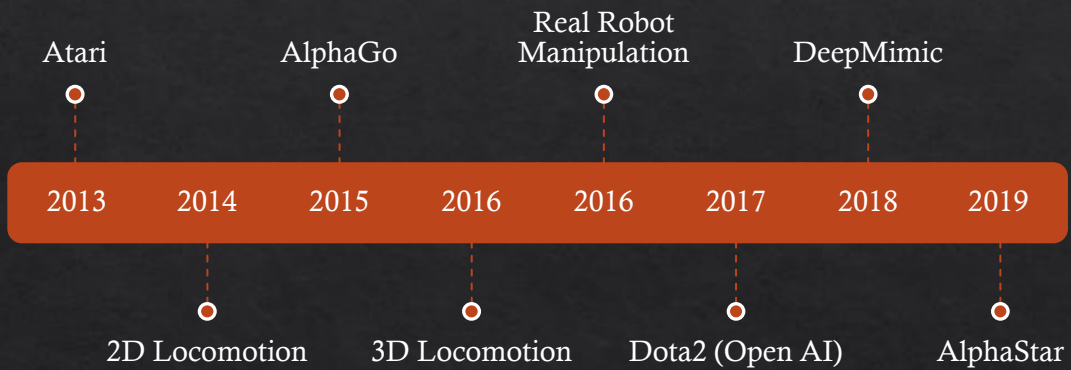 Atari
AlphaGo
Real Robot
Manipulation
DeepMimic
2013
2014
2015
2016
2016
2017
2018
2019
2D Locomotion
3D Locomotion
Dota2 (Open AI)
AlphaStar